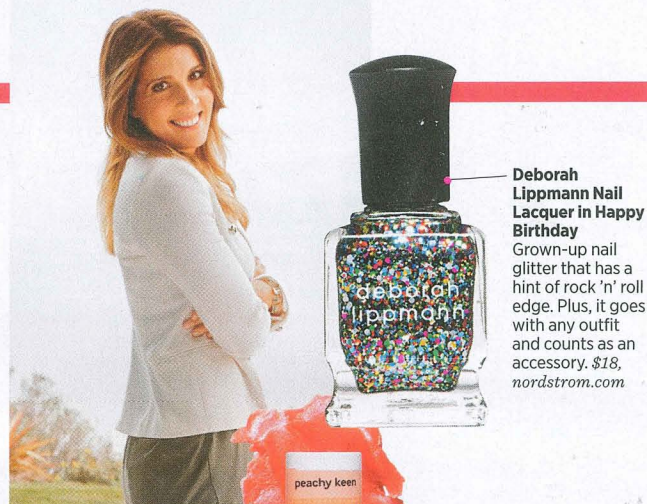 Deborah
Lippmann Nail
Lacquer in Happy
Birthday
Grown-up nail
glitter that has a
hint of rock ’n’ roll
edge. Plus, it goes
with any outfit
and counts as an
accessory. $18,
nordstrom.com
deborah
lippmann
peachy keen